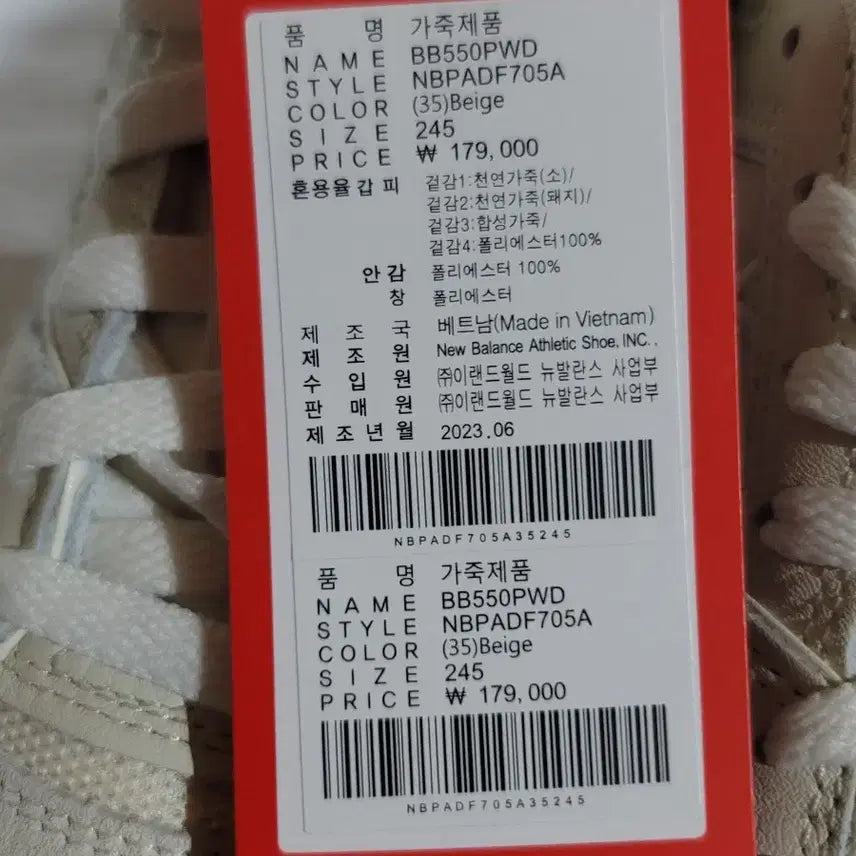 품 명 가죽제품
NAME BB550PWD
STYLE NBPADF705A
COLOR (35)Beige
SIZE 245
PRICE ₩ 179,000
혼용율갑피 겉감1:천연가죽(소)/
겉감2:천연가죽(돼지)/
겉감3:합성가죽/
겉감4:폴리에스터100%
안감 폴리에스터 100%
창 폴리에스터
제조국 베트남(Made in Vietnam)
제조원 New Balance Athletic Shoe, INC.,
수입원 ㈜이랜드월드 뉴발란스 사업부
판매원 ㈜이랜드월드 뉴발란스 사업부
제조년월 2023.06
NBPADF705A35245
품 명 가죽제품
NAME BB550PWD
STYLE NBPADF705A
COLOR (35)Beige
SIZE 245
PRICE ₩ 179,000
NBPADF705A35245